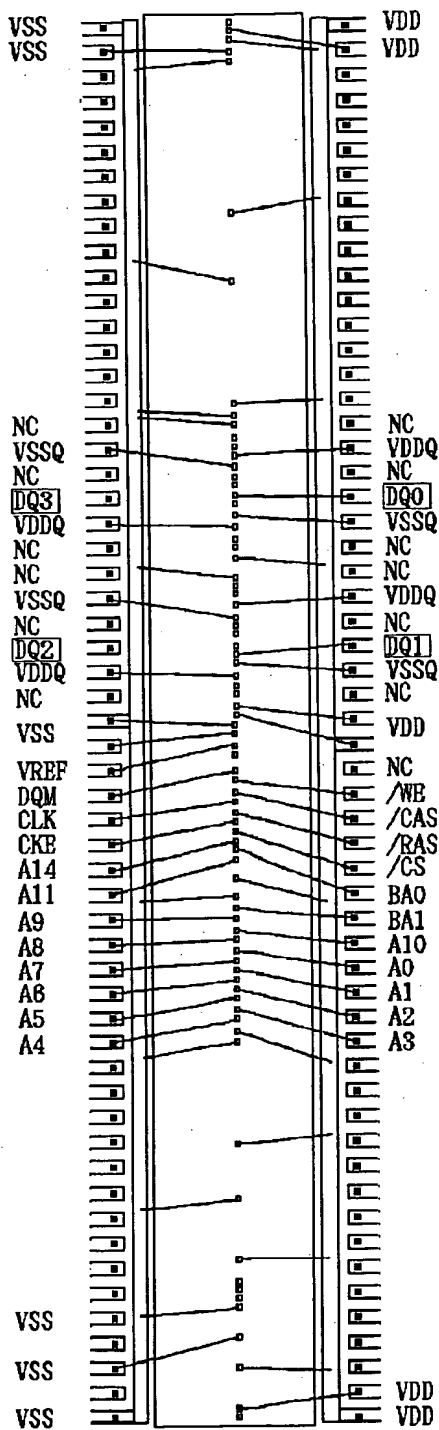 VSS VDD
VSS VDD
NC NC
VSSQ VDDQ
NC NC
DQ3 DQ0
VDDQ VSSQ
NC NC
NC NC
VSSQ VDDQ
NC NC
DQ2 DQ1
VDDQ VSSQ
NC NC
VSS VDD
VREF NC
DQM /WE
CLK /CAS
CKE /RAS
A14 /CS
A11 BA0
A9 BA1
A8 A10
A7 A0
A6 A1
A5 A2
A4 A3
VSS
VSS
VDD
VSS VDD